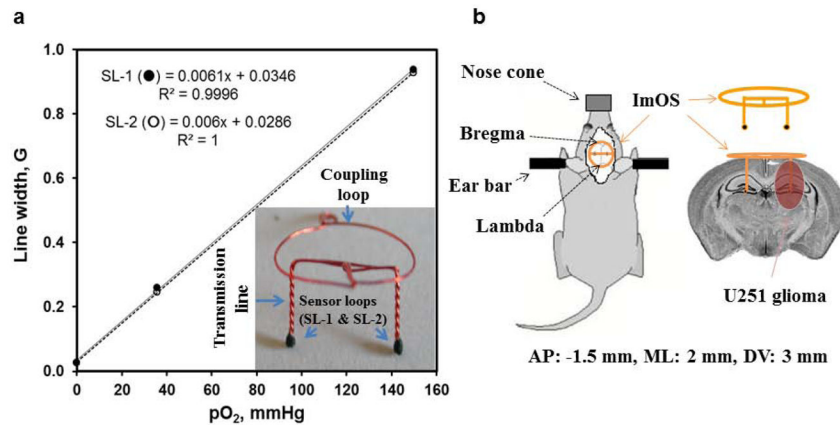 a
SL-1 (●) = 0.0061x + 0.0346
R² = 0.9996
SL-2 (○) = 0.006x + 0.0286
R² = 1
Line width, G
1.0
0.8
0.6
0.4
0.2
0.0
0 20 40 60 80 100 120 140 160
pO₂, mmHg
Coupling
loop
Transmission
line
Sensor loops
(SL-1 & SL-2)
b
Nose cone
ImOS
Bregma
Ear bar
Lambda
U251 glioma
AP: -1.5 mm, ML: 2 mm, DV: 3 mm